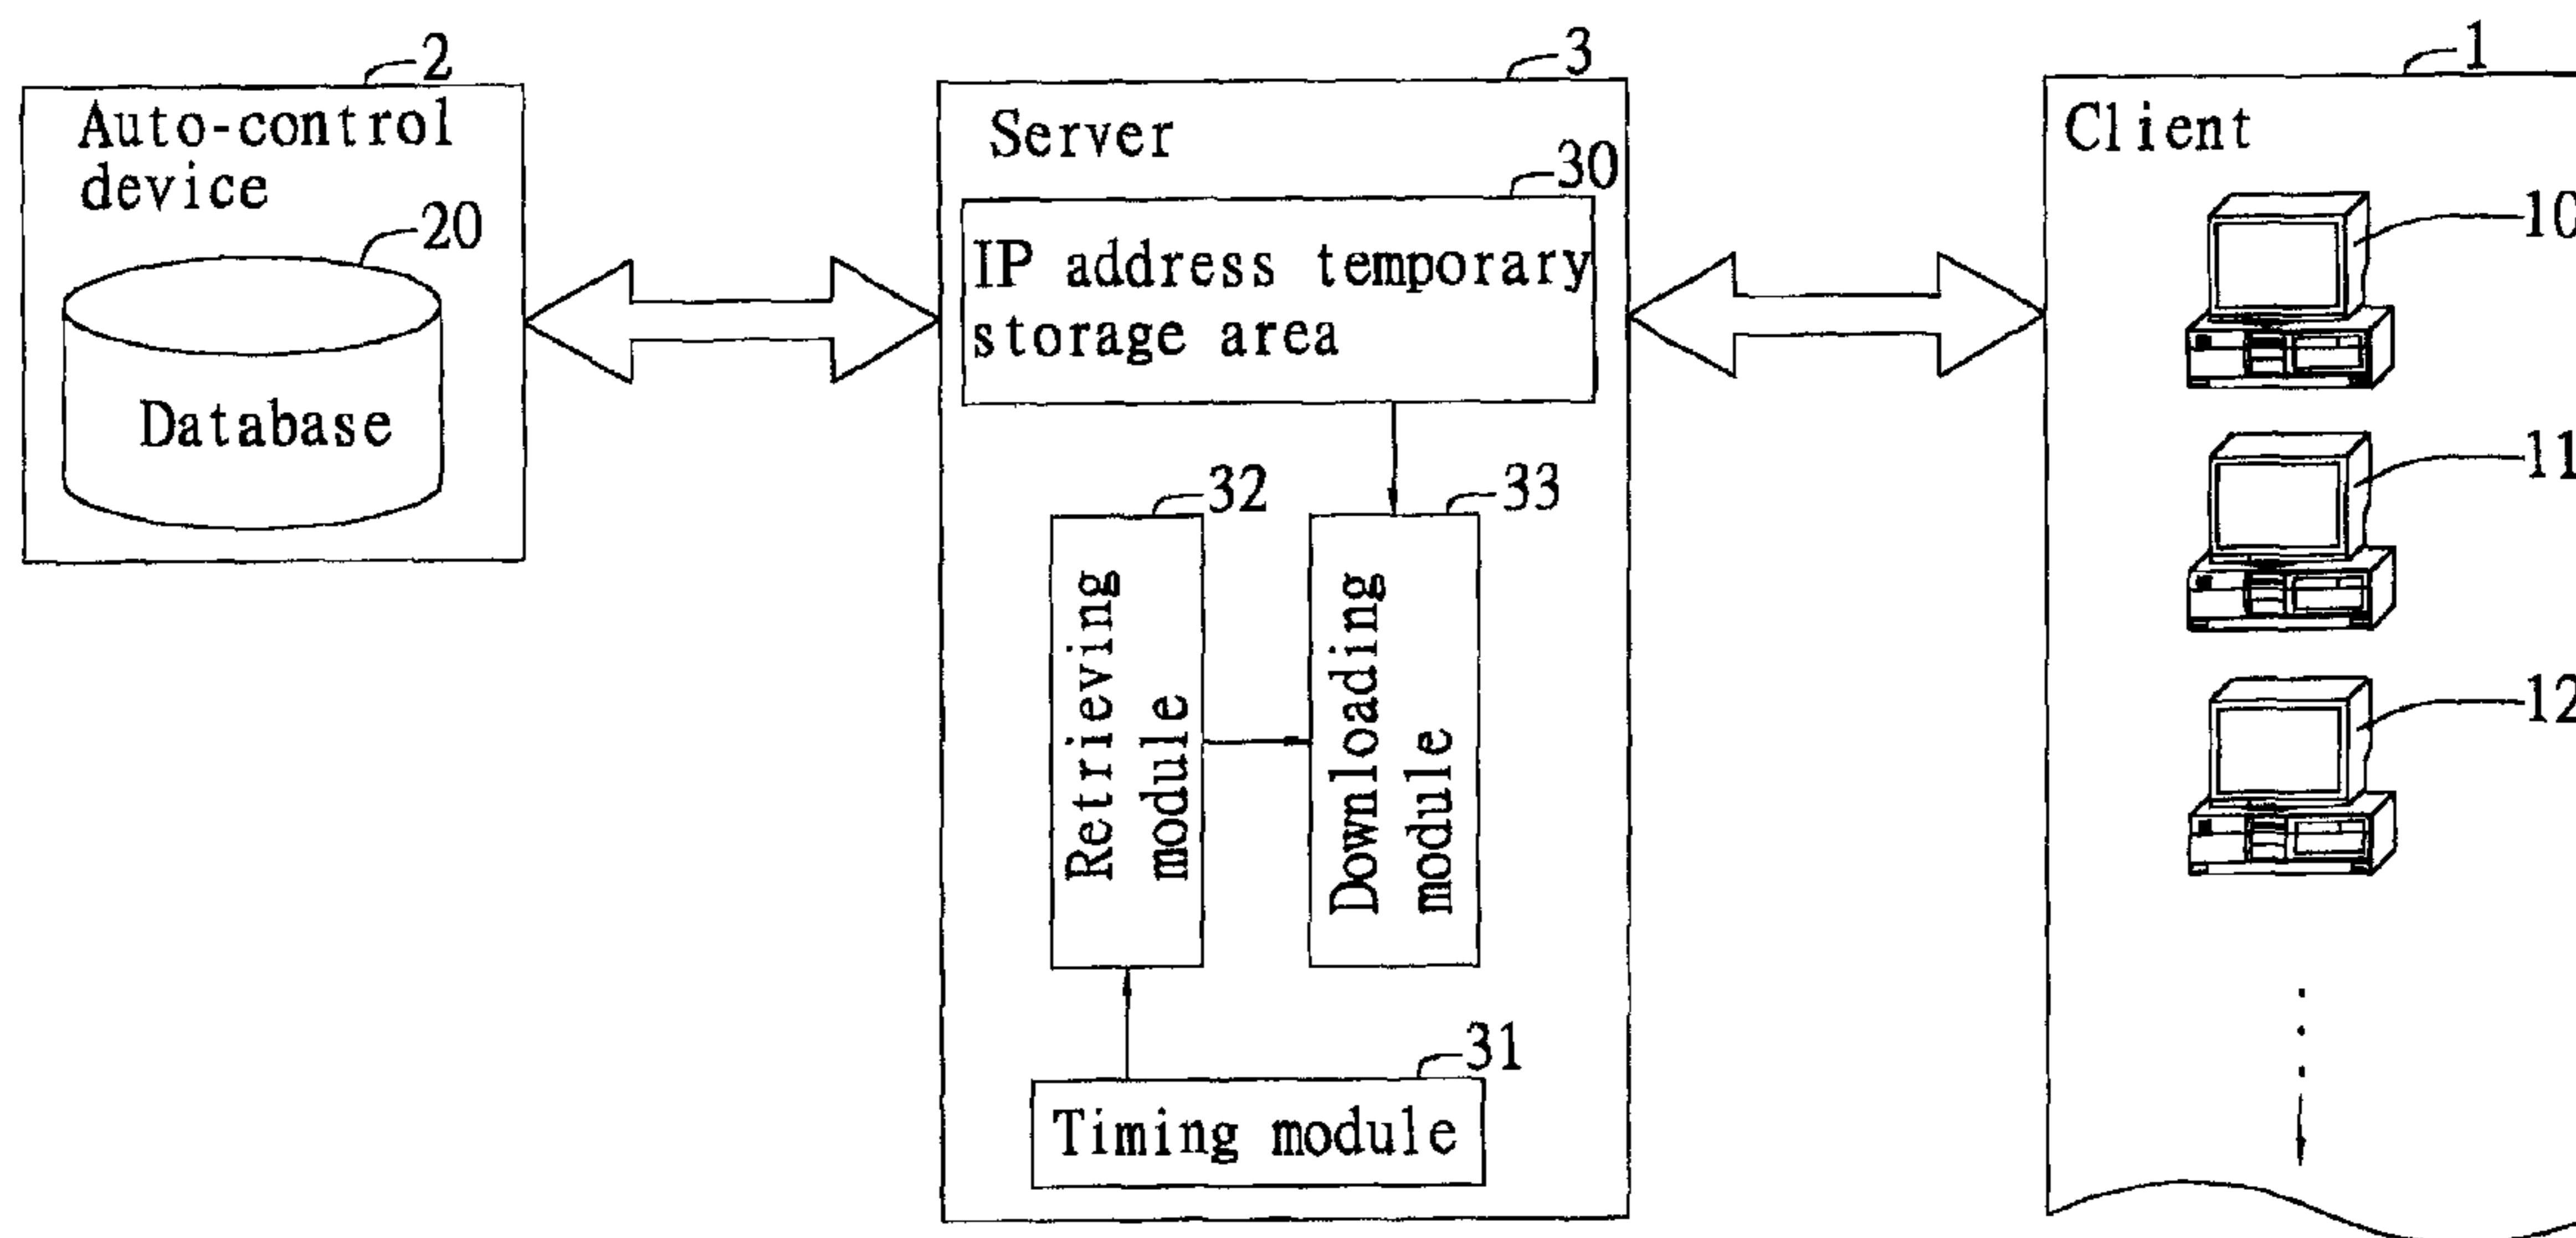 2
Auto-control
device
20
Database
3
Server
30
IP address temporary
storage area
32
33
Retrieving
module
Downloading
module
31
Timing module
1
Client
10
11
12